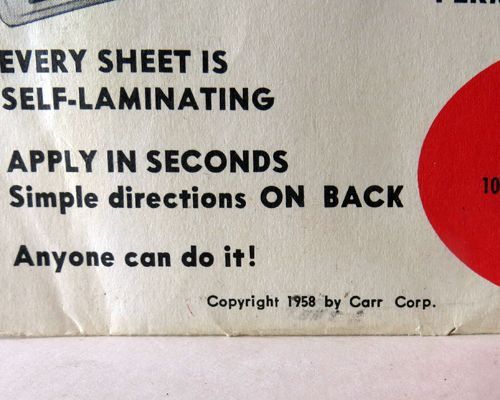 EVERY SHEET IS
SELF-LAMINATING
APPLY IN SECONDS
Simple directions ON BACK
10
Anyone can do it!
Copyright 1958 by Carr Corp.